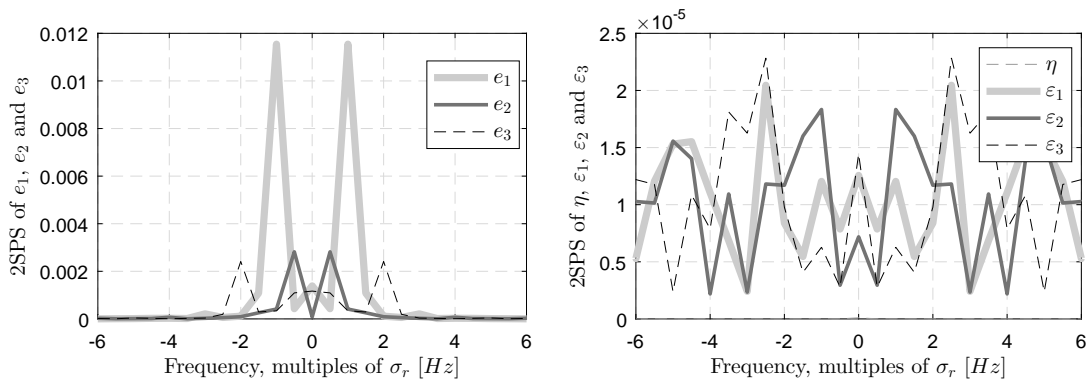 2SPS of e₁, e₂ and e₃
0.012
0.01
0.008
0.006
0.004
0.002
0
-6 -4 -2 0 2 4 6
Frequency, multiples of σᵣ [Hz]
e₁
e₂
e₃
×10⁻⁵
2SPS of η, ε₁, ε₂ and ε₃
2.5
2
1.5
1
0.5
0
-6 -4 -2 0 2 4 6
Frequency, multiples of σᵣ [Hz]
η
ε₁
ε₂
ε₃